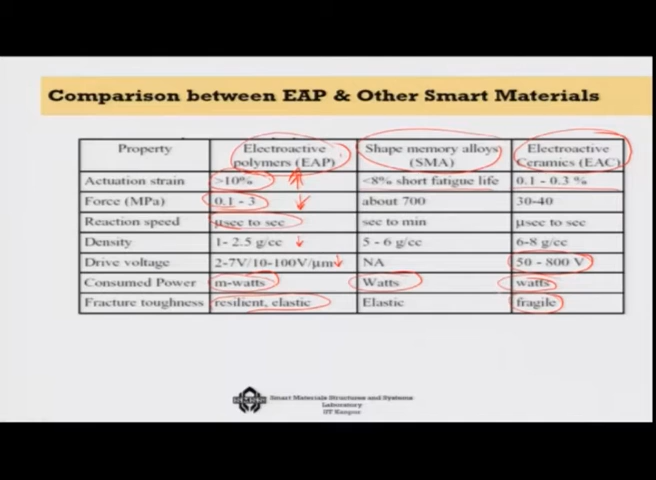 Comparison between EAP & Other Smart Materials
Property Electroactive polymers (EAP) Shape memory alloys (SMA) Electroactive Ceramics (EAC)
Actuation strain >10% <8% short fatigue life 0.1 - 0.3 %
Force (MPa) 0.1 - 3 about 700 30-40
Reaction speed μsec to sec sec to min μsec to sec
Density 1- 2.5 g/cc 5 - 6 g/cc 6-8 g/cc
Drive voltage 2-7V/10-100V/μm NA 50 - 800 V
Consumed Power m-watts Watts watts
Fracture toughness resilient, elastic Elastic fragile
Smart Materials Structures and Systems
Laboratory
IIT Kanpur